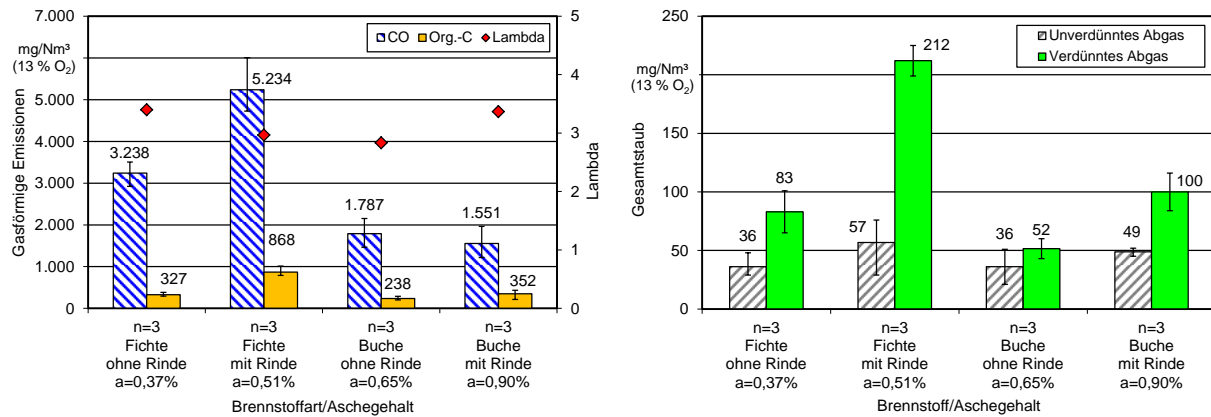 7.000
mg/Nm³
(13 % O₂)
5.000
4.000
3.000
2.000
1.000
0
Gasförmige Emissionen
CO Org.-C Lambda
3.238
327
5.234
868
1.787
238
1.551
352
5
4
3
2
1
0
Lambda
n=3 n=3 n=3 n=3
Fichte Fichte Buche Buche
ohne Rinde mit Rinde ohne Rinde mit Rinde
a=0,37% a=0,51% a=0,65% a=0,90%
Brennstoffart/Aschegehalt
250
mg/Nm³
(13 % O₂)
150
100
50
0
Gesamtstaub
Unverdünntes Abgas
Verdünntes Abgas
36
83
57
212
36
52
49
100
n=3 n=3 n=3 n=3
Fichte Fichte Buche Buche
ohne Rinde mit Rinde ohne Rinde mit Rinde
a=0,37% a=0,51% a=0,65% a=0,90%
Brennstoff/Aschegehalt